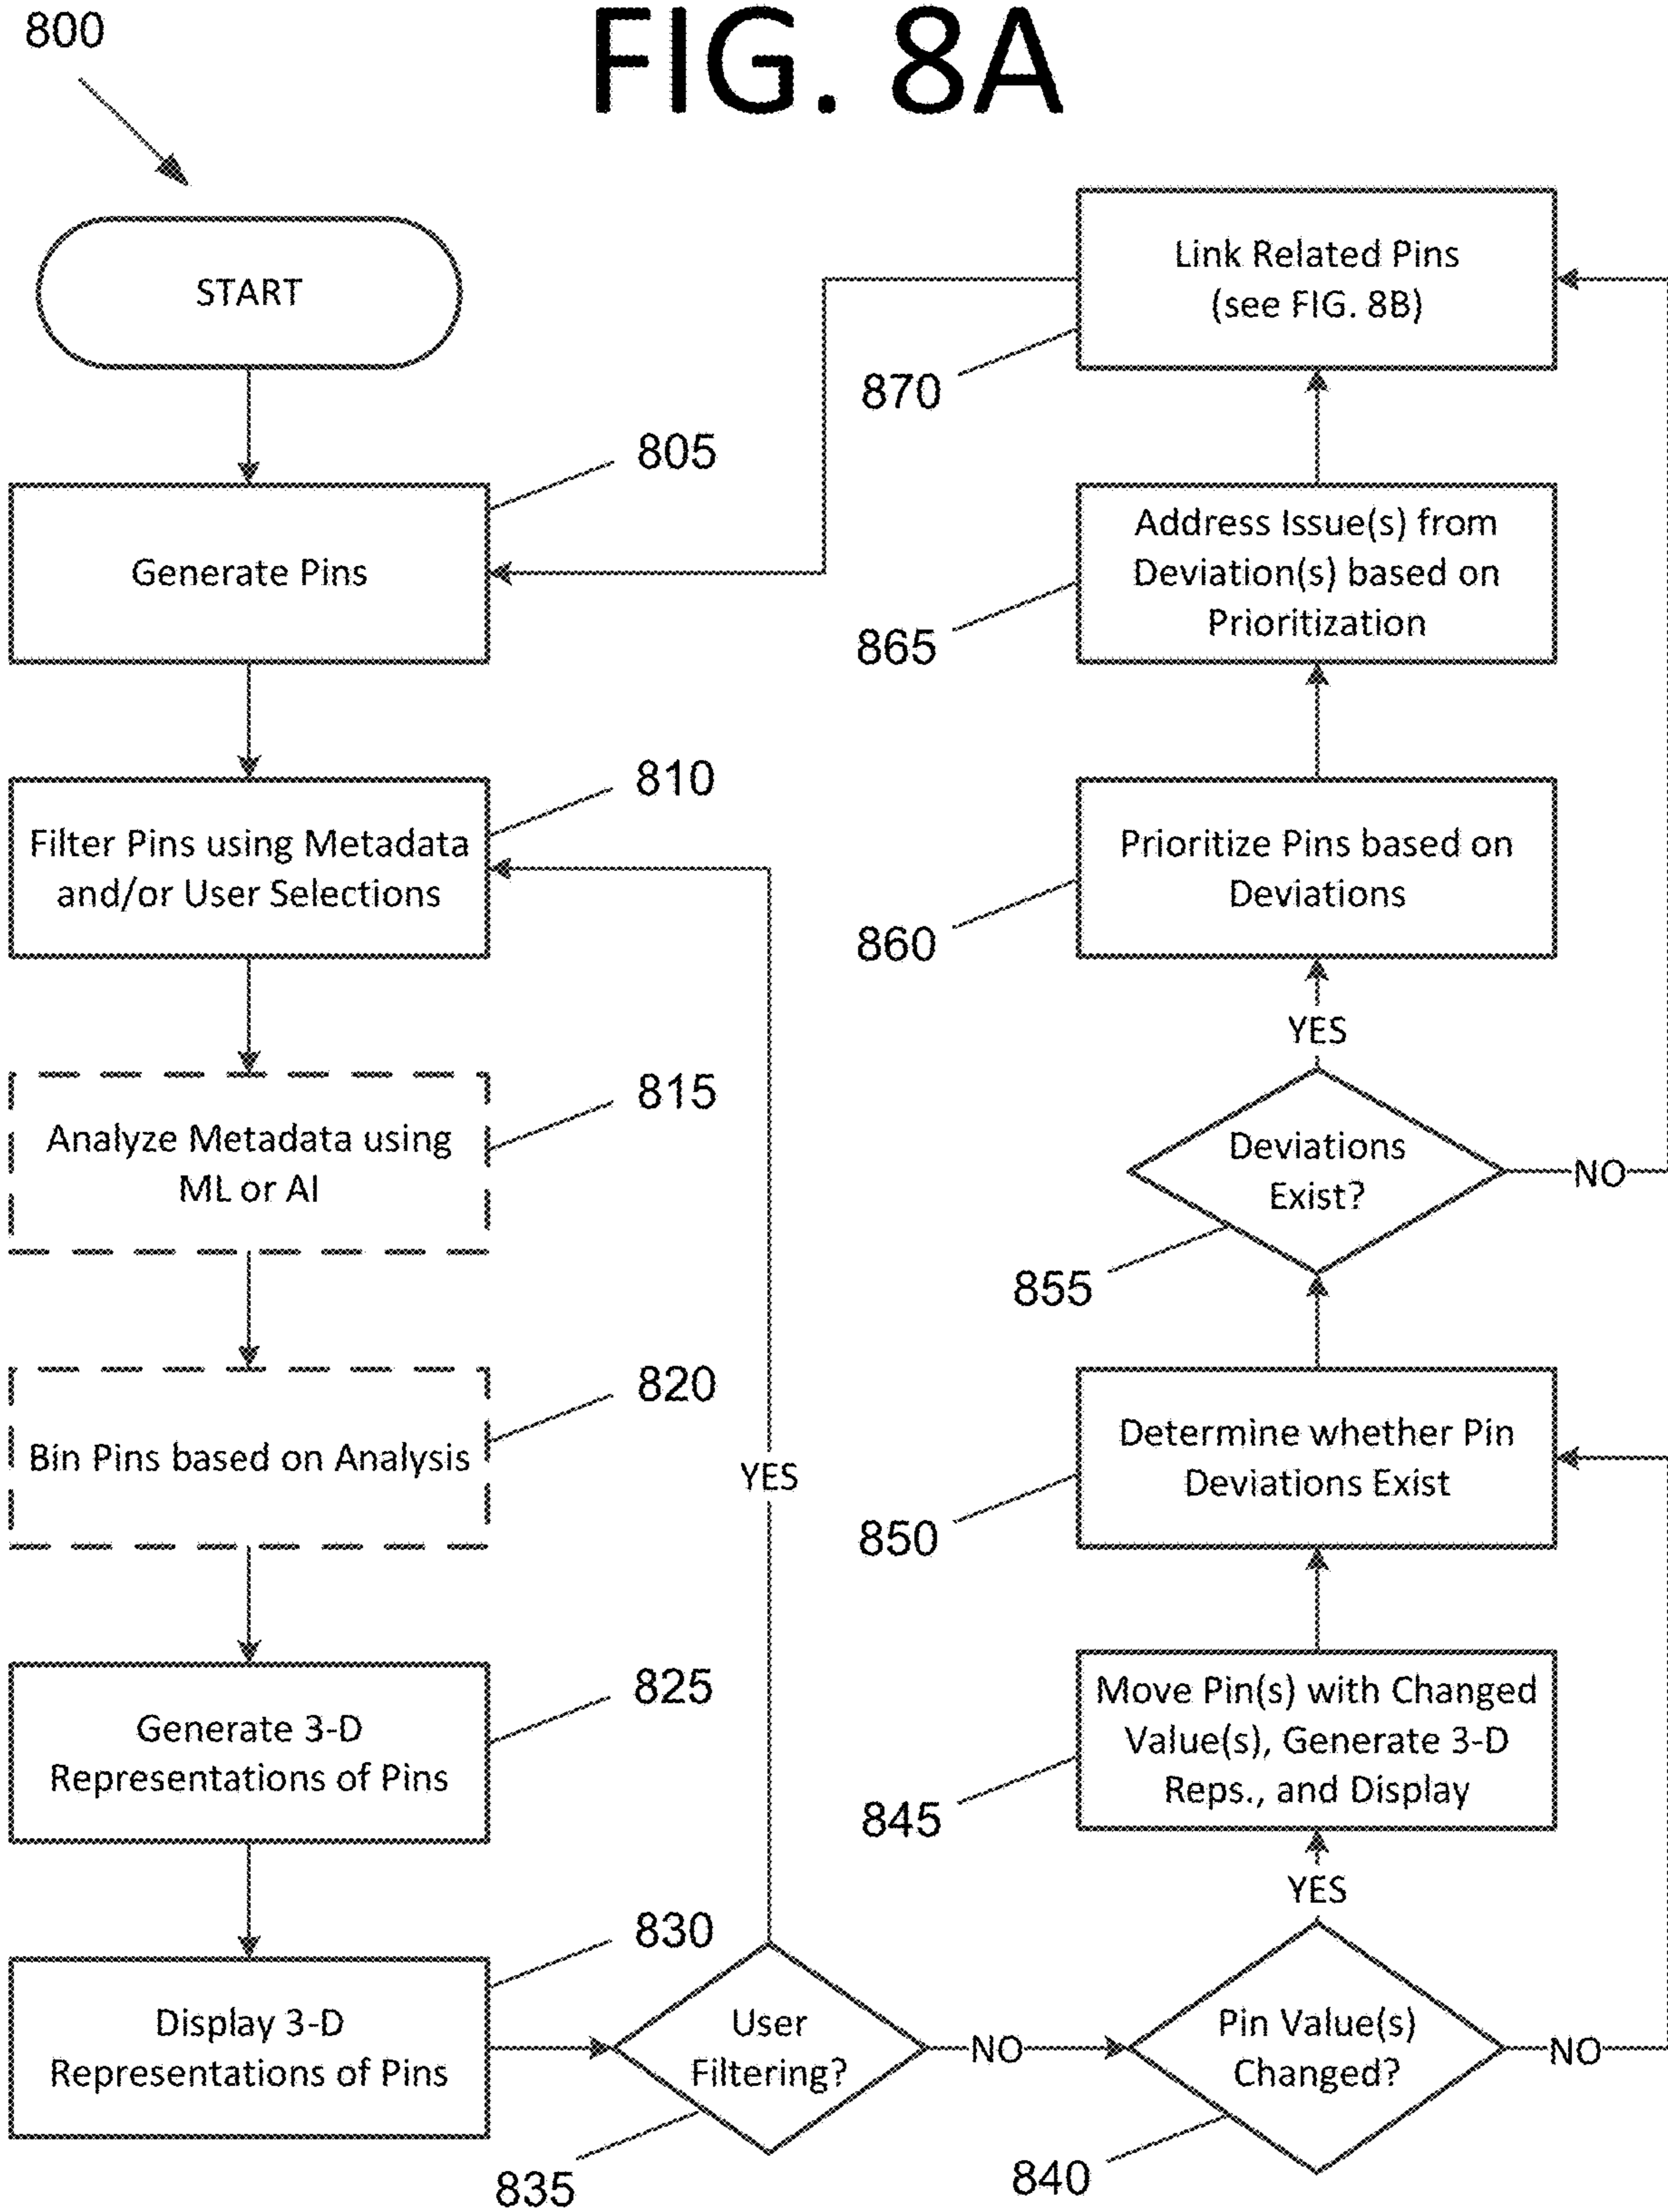 800
FIG. 8A
START
805
Generate Pins
810
Filter Pins using Metadata
and/or User Selections
815
Analyze Metadata using
ML or AI
820
Bin Pins based on Analysis
825
Generate 3-D
Representations of Pins
830
Display 3-D
Representations of Pins
YES
User
Filtering?
835
NO
Pin Value(s)
Changed?
840
NO
YES
Move Pin(s) with Changed
Value(s), Generate 3-D
Reps., and Display
845
Determine whether Pin
Deviations Exist
850
Deviations
Exist?
855
NO
YES
Prioritize Pins based on
Deviations
860
Address Issue(s) from
Deviation(s) based on
Prioritization
865
Link Related Pins
(see FIG. 8B)
870